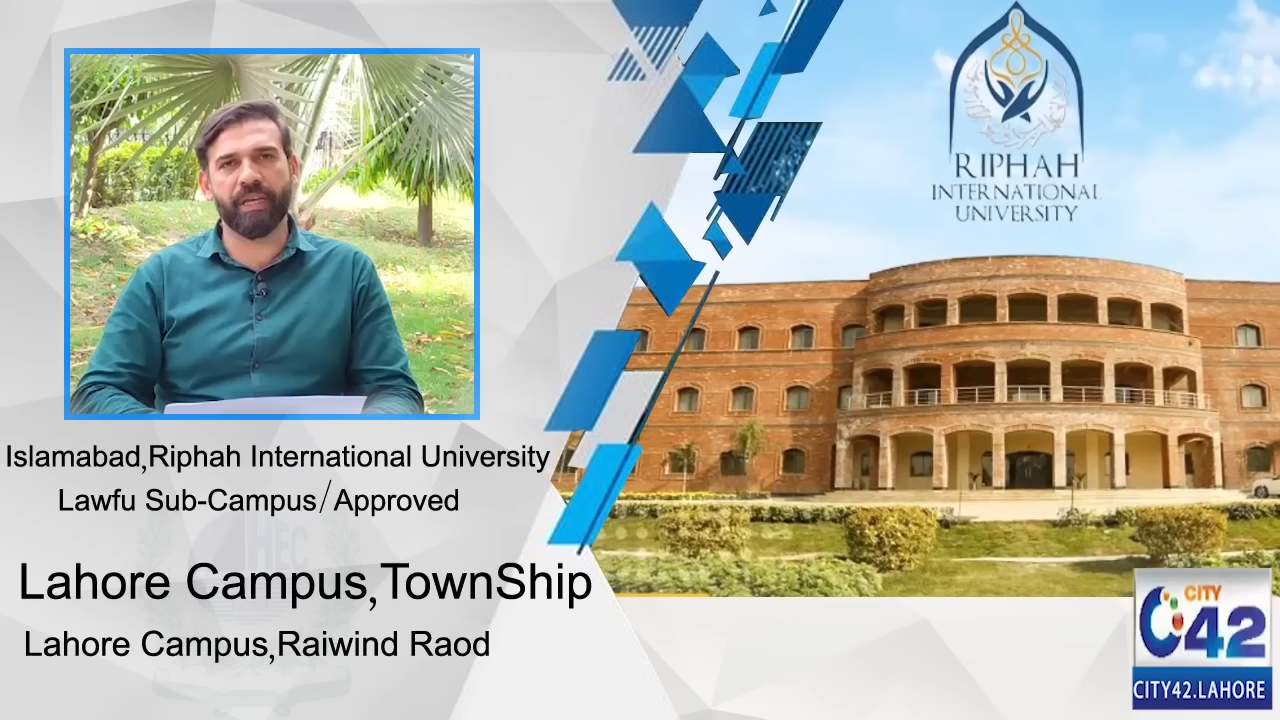 Islamabad,Riphah International University
Lawfu Sub-Campus/Approved
Lahore Campus,TownShip
Lahore Campus,Raiwind Raod
HEC
RIPHAH
INTERNATIONAL
UNIVERSITY
CITY
42
CITY42.LAHORE